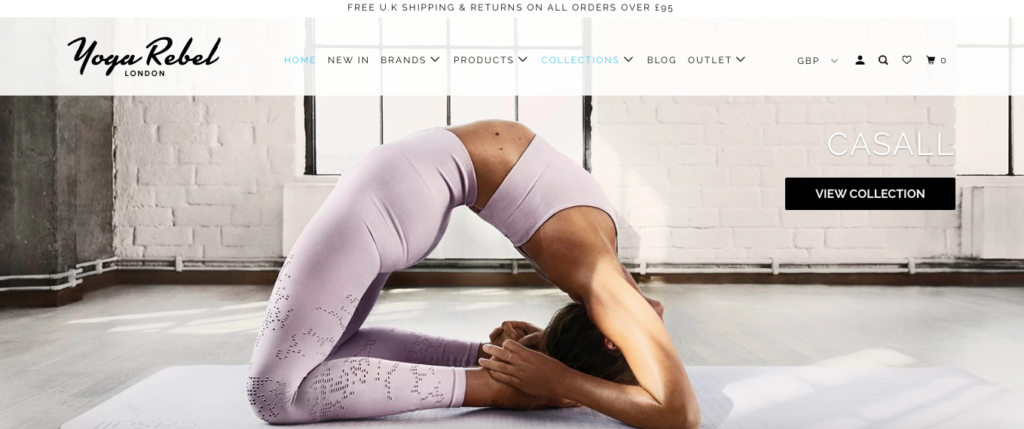 FREE U.K SHIPPING & RETURNS ON ALL ORDERS OVER £95
Yoga Rebel
LONDON
HOME NEW IN BRANDS PRODUCTS COLLECTIONS BLOG OUTLET GBP 0
CASALL
VIEW COLLECTION
casall